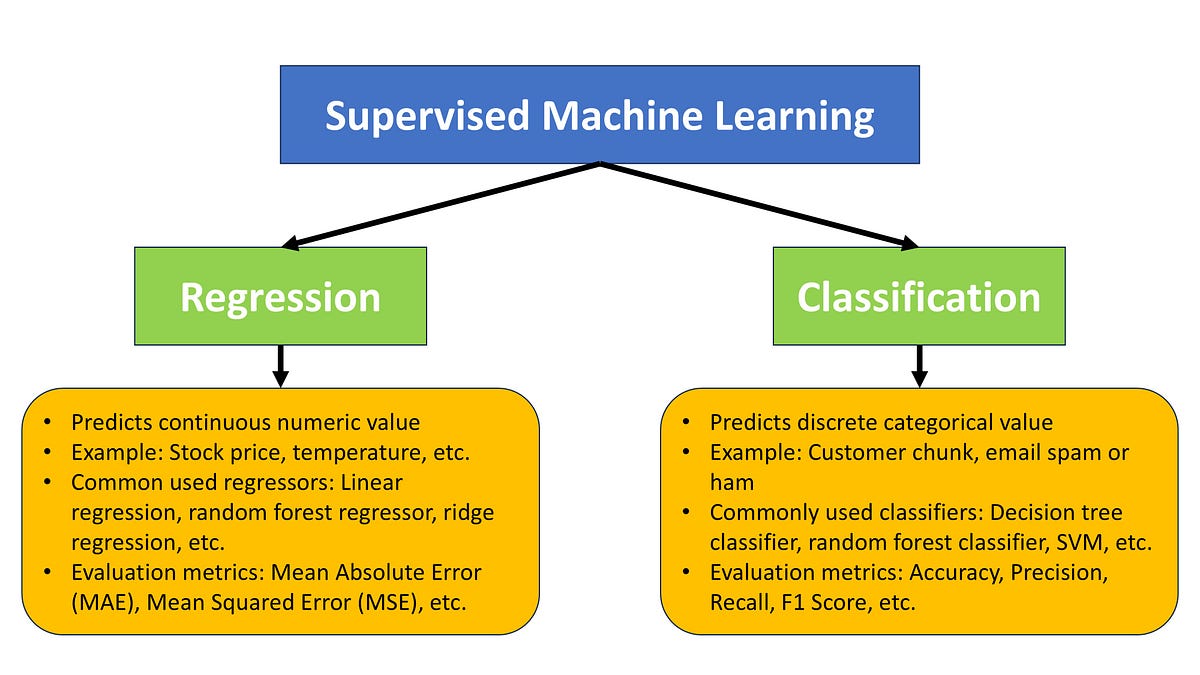 Supervised Machine Learning
Regression
Classification
• Predicts continuous numeric value
• Example: Stock price, temperature, etc.
• Common used regressors: Linear
regression, random forest regressor, ridge
regression, etc.
• Evaluation metrics: Mean Absolute Error
(MAE), Mean Squared Error (MSE), etc.
• Predicts discrete categorical value
• Example: Customer chunk, email spam or
ham
• Commonly used classifiers: Decision tree
classifier, random forest classifier, SVM, etc.
• Evaluation metrics: Accuracy, Precision,
Recall, F1 Score, etc.